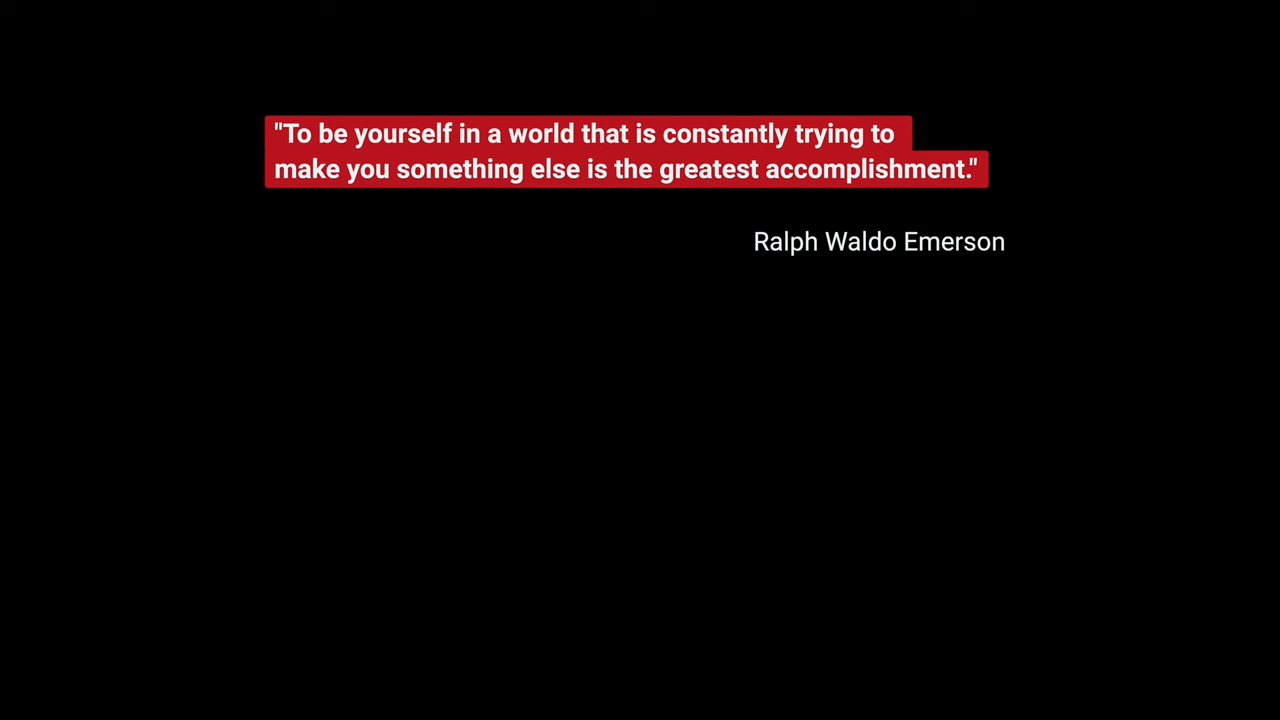 "To be yourself in a world that is constantly trying to
make you something else is the greatest accomplishment."
Ralph Waldo Emerson